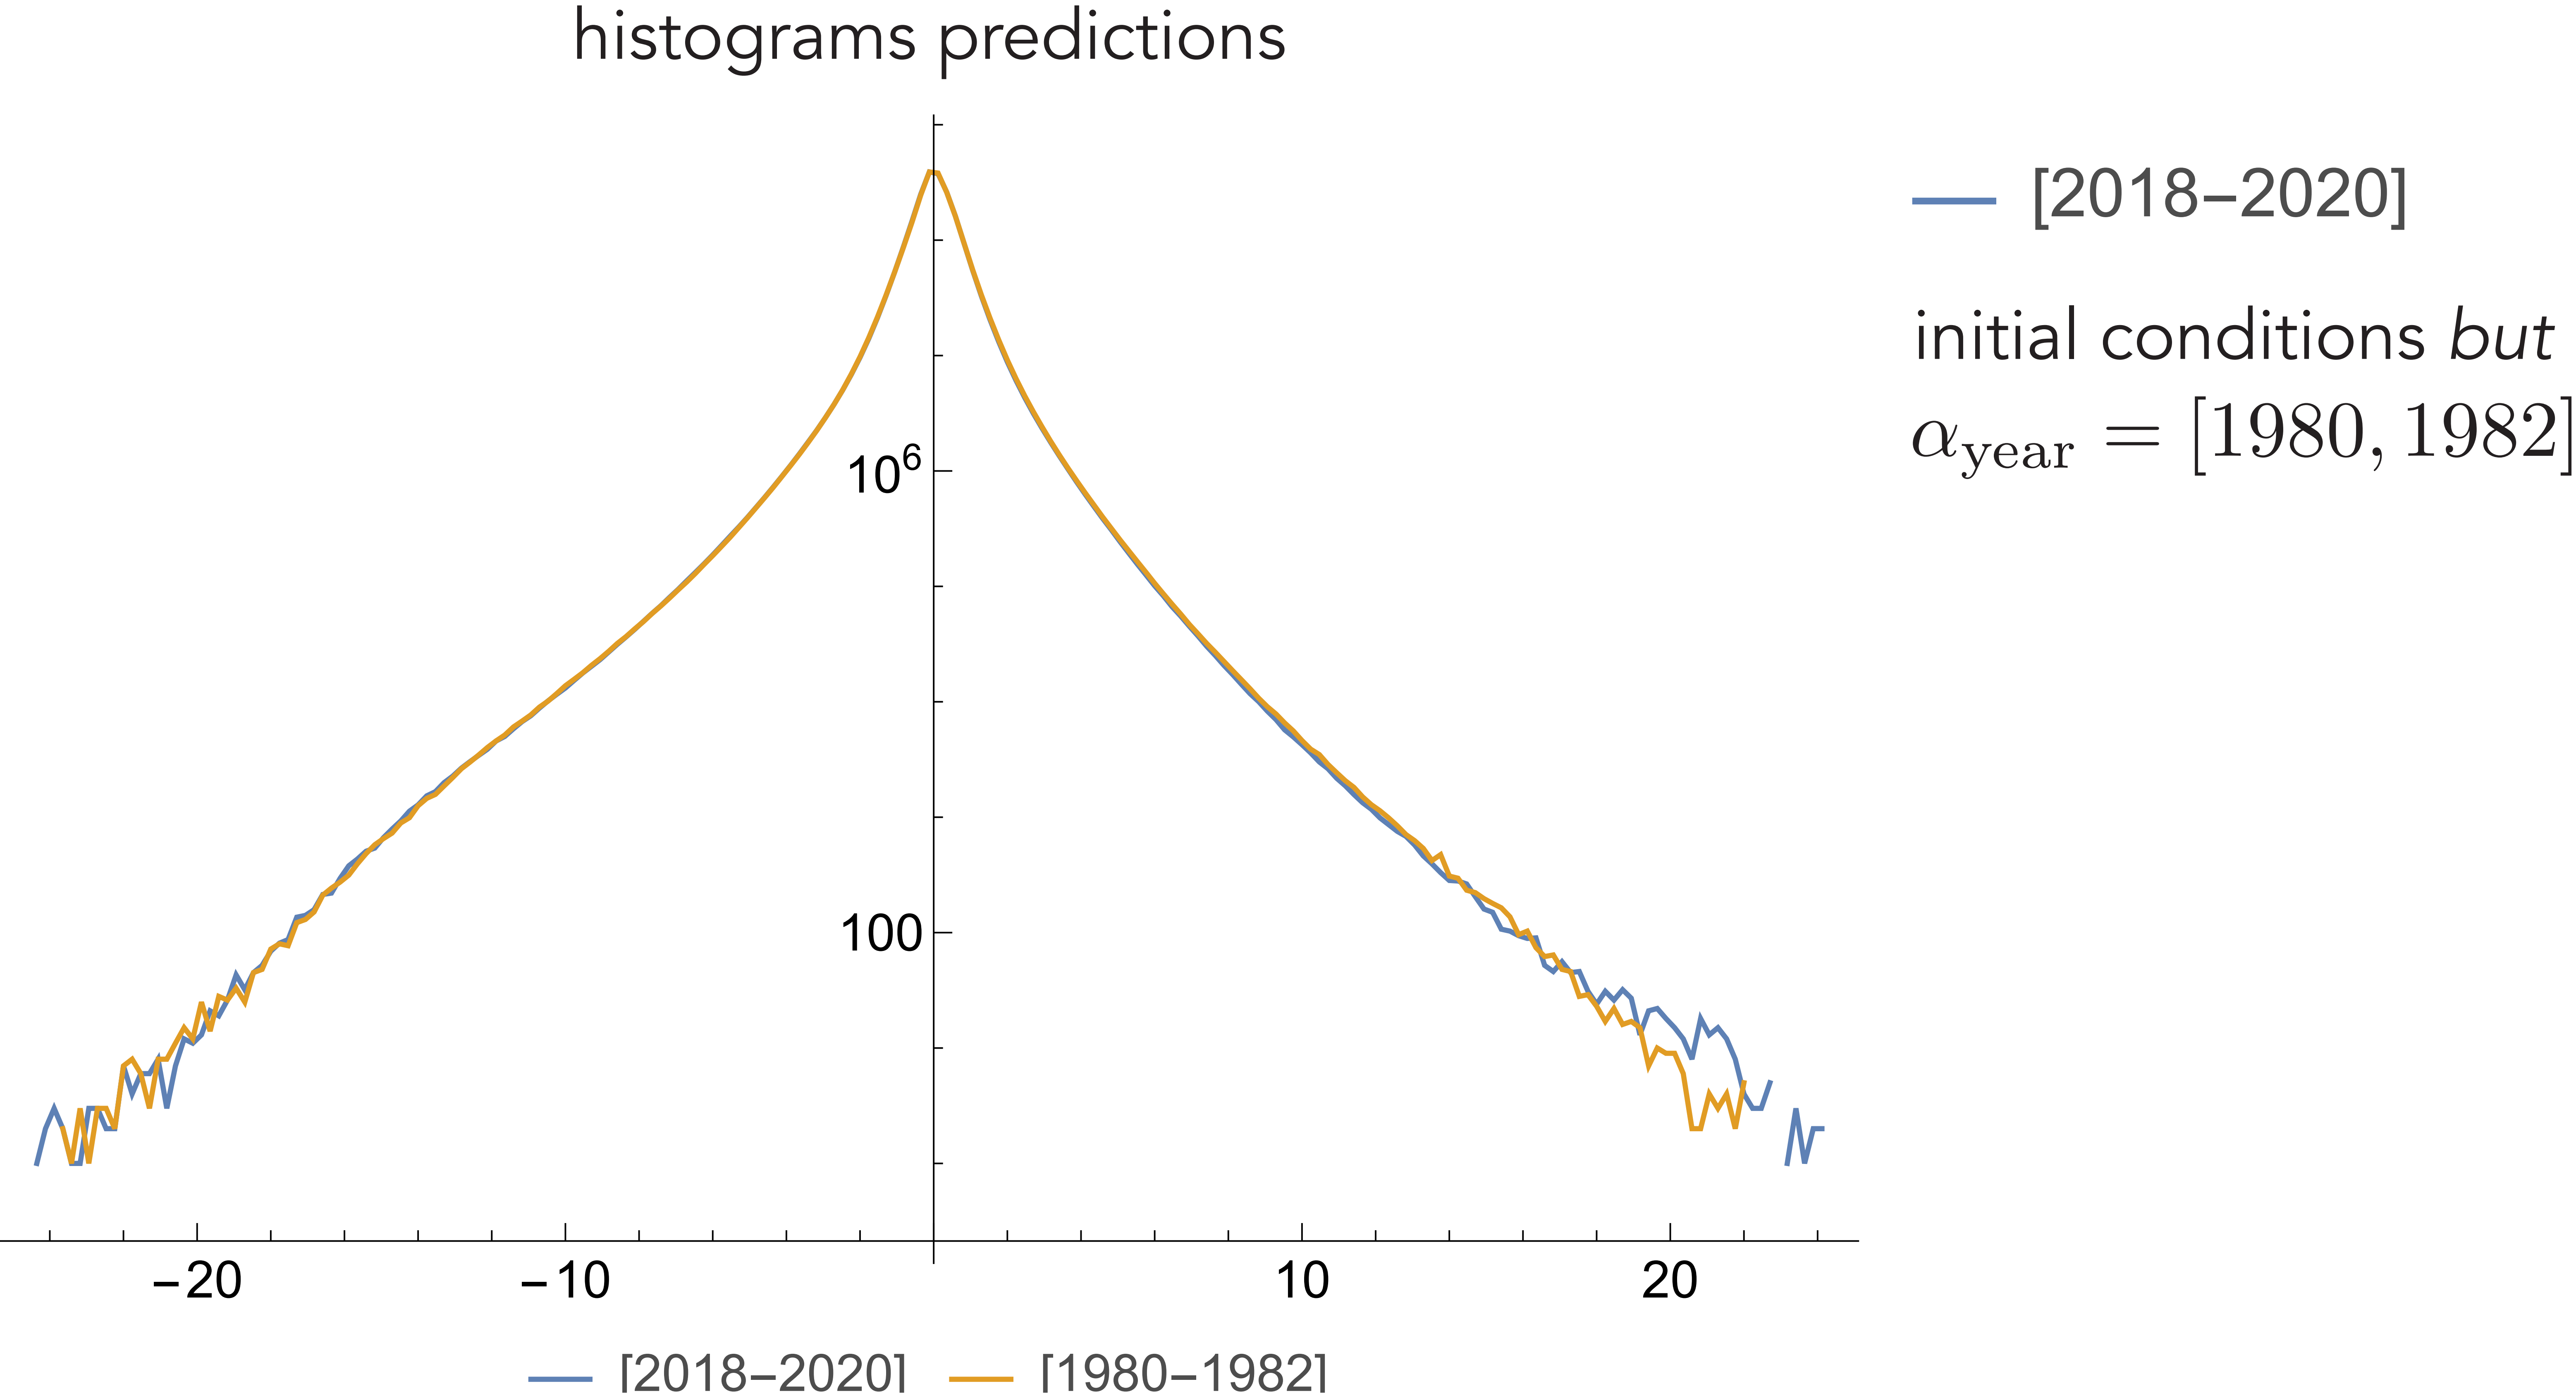 histograms predictions
[2018–2020]
initial conditions but
α_year = [1980, 1982]
10^6
100
−20 −10 10 20
[2018–2020] [1980–1982]